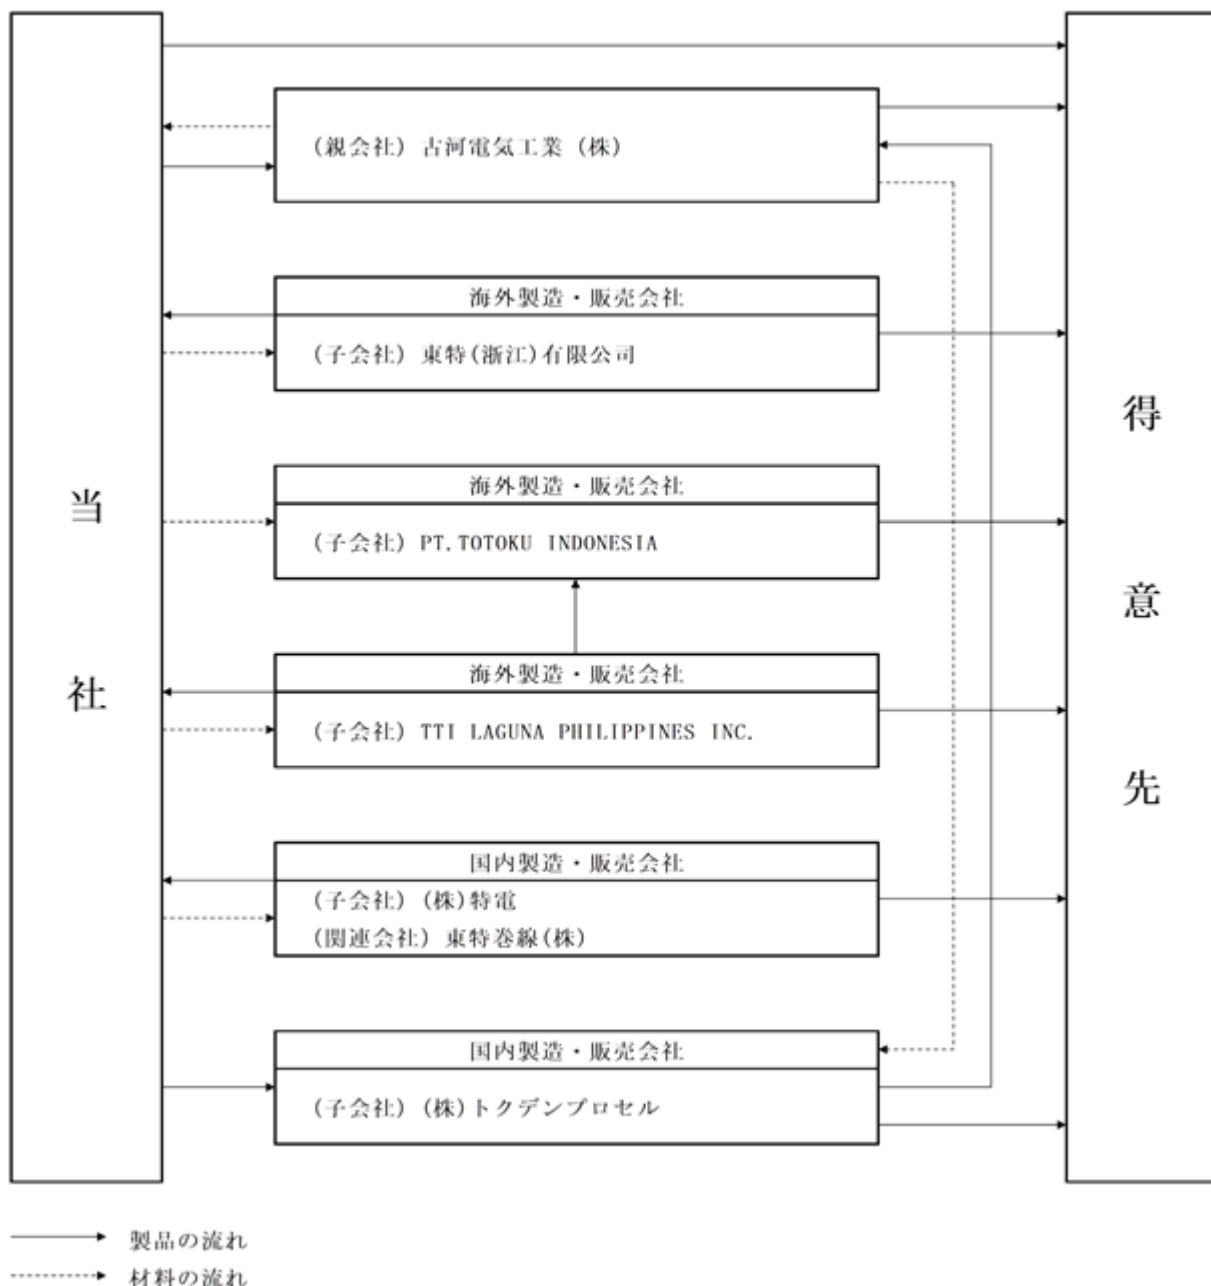 当社
(親会社) 古河電気工業 (株)
海外製造・販売会社
(子会社) 東特(浙江)有限公司
海外製造・販売会社
(子会社) PT.TOTOKU INDONESIA
海外製造・販売会社
(子会社) TTI LAGUNA PHILIPPINES INC.
国内製造・販売会社
(子会社) (株)特電
(関連会社) 東特巻線(株)
国内製造・販売会社
(子会社) (株)トクデンプロセル
得意先
製品の流れ
材料の流れ